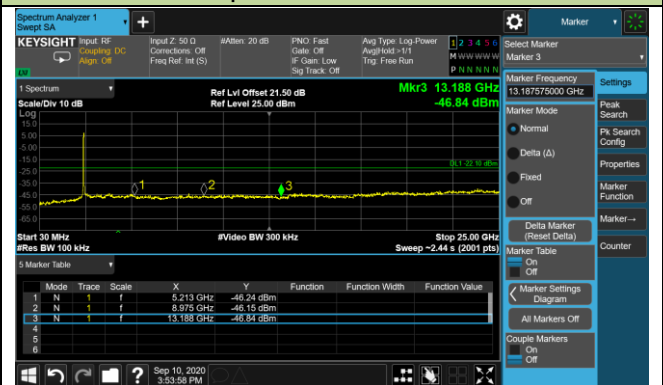 Spectrum Analyzer 1
Swept SA
Marker
KEYSIGHT
Input: RF
Coupling: DC
Align: Off
Input Z: 50 Ω
Corrections: Off
Freq Ref: Int (S)
#Atten: 20 dB
PNO: Fast
Gate: Off
IF Gain: Low
Sig Track: Off
Avg Type: Log-Power
Avg|Hold:>1/1
Trig: Free Run
1 2 3 4 5 6
M W W W W W
P N N N N N
Select Marker
Marker 3
Marker Frequency
13.187575000 GHz
Settings
1 Spectrum
Scale/Div 10 dB
Ref Lvl Offset 21.50 dB
Ref Level 25.00 dBm
Mkr3 13.188 GHz
-46.84 dBm
Log
15.0
5.00
-5.00
-15.0
-25.0
-35.0
-45.0
-55.0
-65.0
DL1 -22.10 dBm
1
2
3
Start 30 MHz
#Res BW 100 kHz
#Video BW 300 kHz
Stop 25.00 GHz
Sweep ~2.44 s (2001 pts)
Marker Mode
Normal
Delta (Δ)
Fixed
Off
Delta Marker
(Reset Delta)
Marker Table
On
Off
Marker Settings
Diagram
All Markers Off
Couple Markers
On
Off
Peak
Search
Pk Search
Config
Properties
Marker
Function
Marker→
Counter
5 Marker Table
Mode Trace Scale X Y Function Function Width Function Value
1 N 1 f 5.213 GHz -46.24 dBm
2 N 1 f 8.975 GHz -46.15 dBm
3 N 1 f 13.188 GHz -46.84 dBm
4
5
6
?
Sep 10, 2020
3:53:58 PM